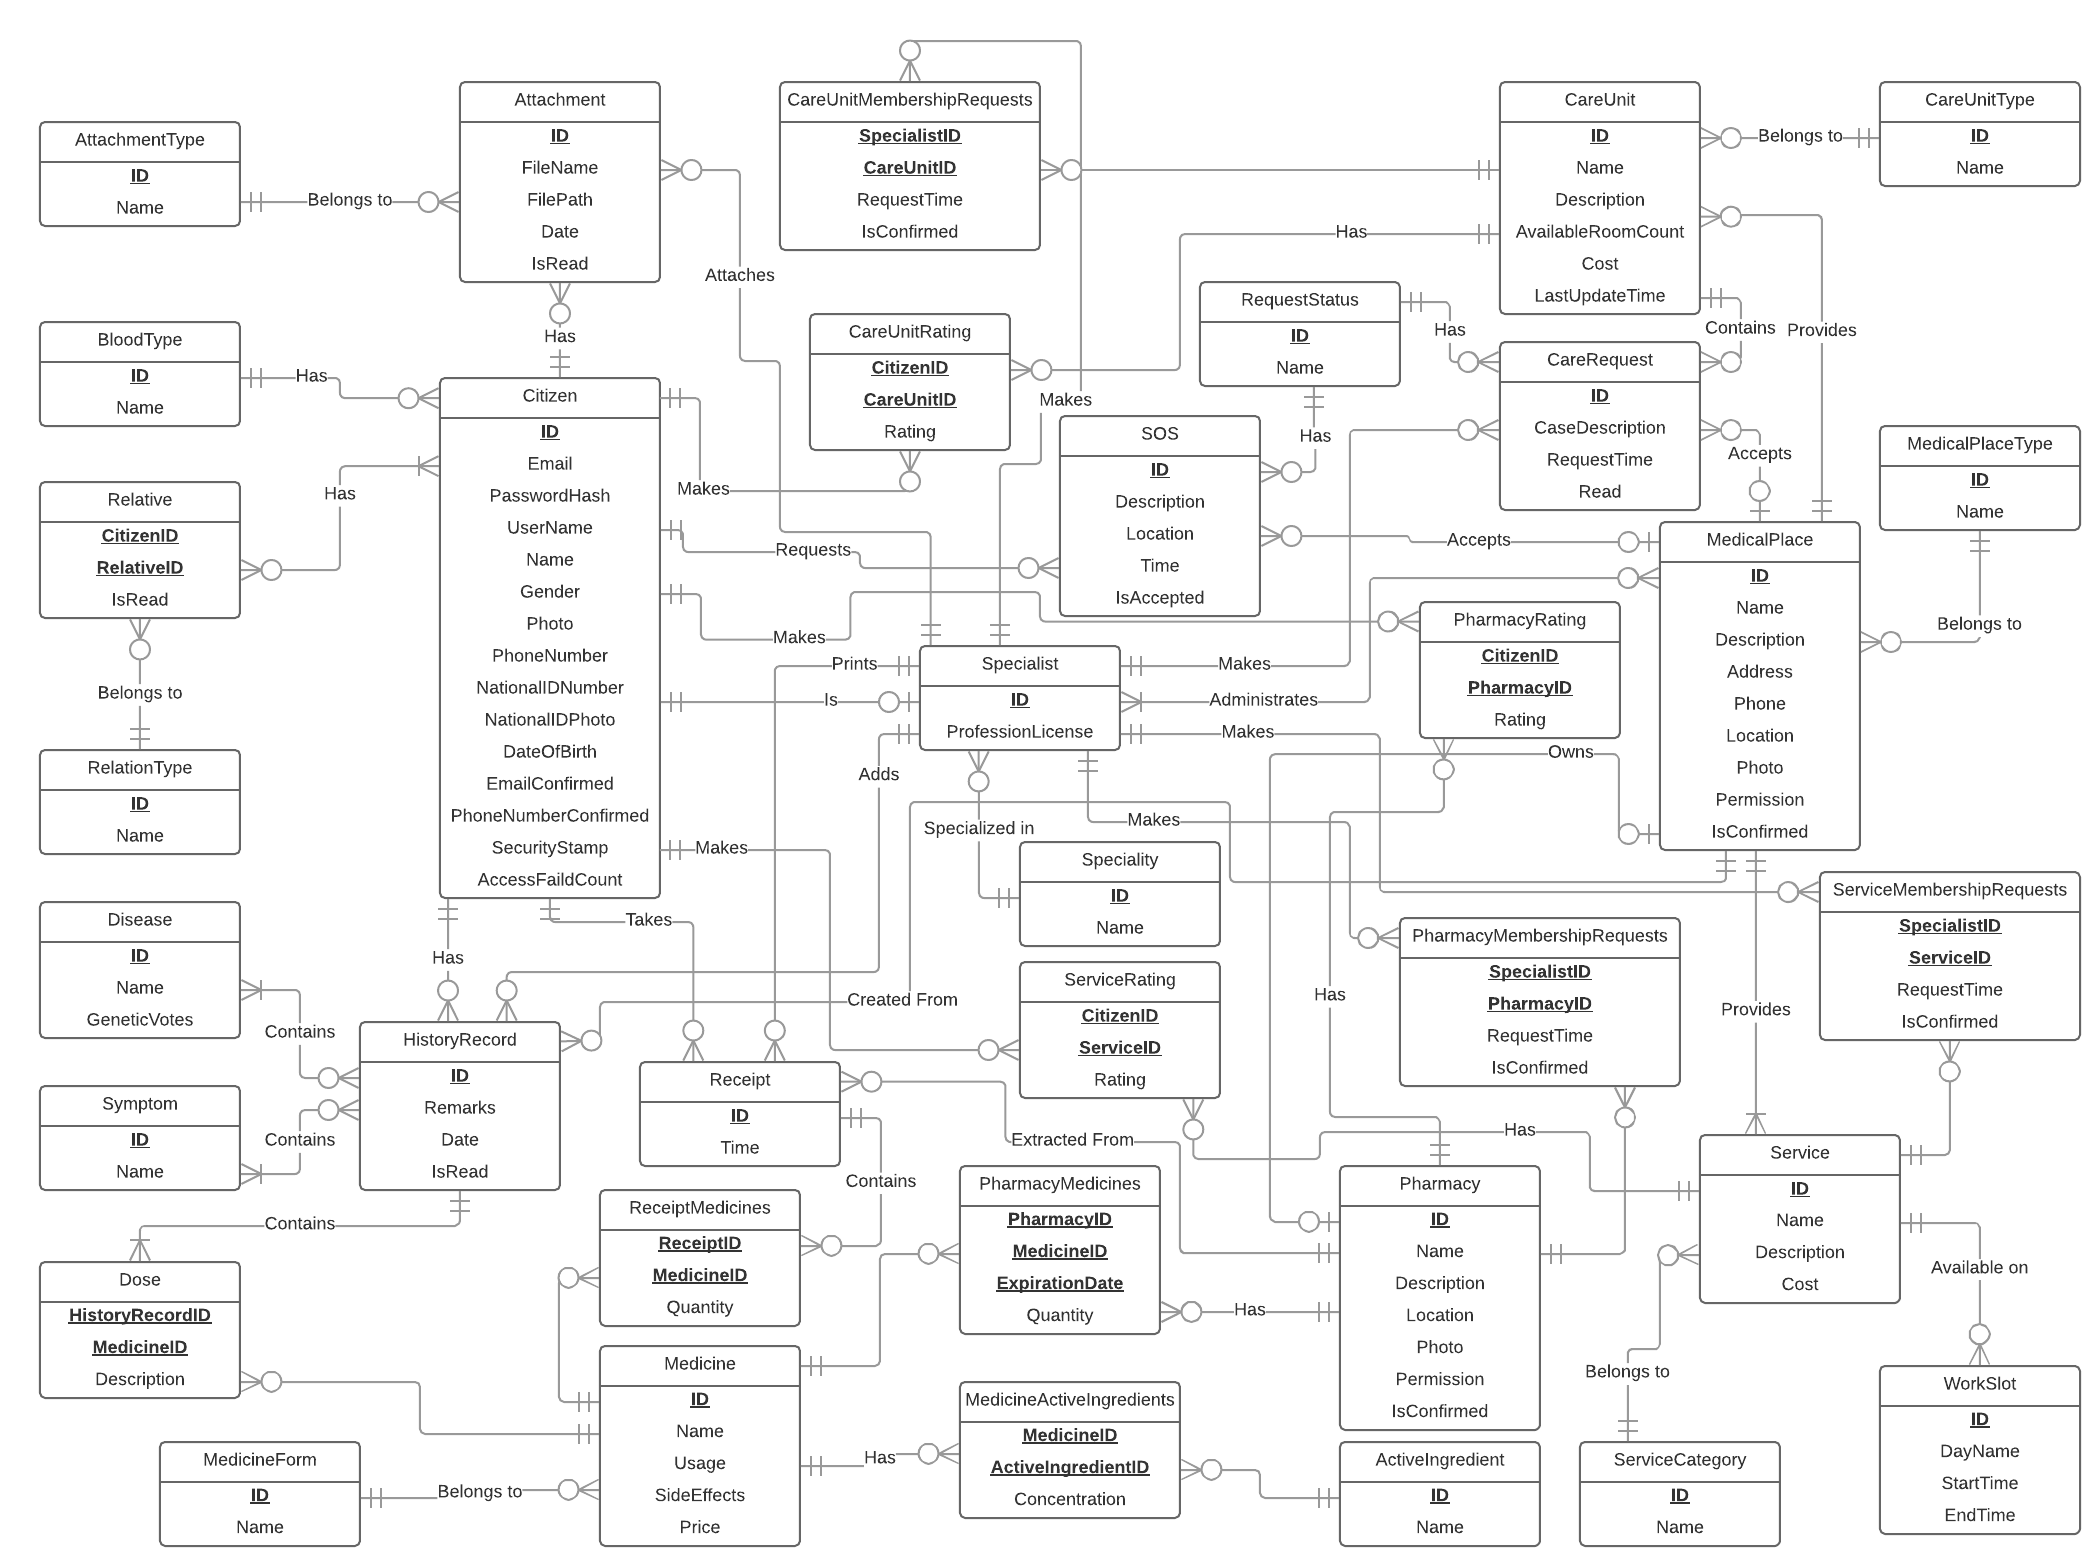 AttachmentType
ID
Name
Belongs to
Attachment
ID
FileName
FilePath
Date
IsRead
Has
Attaches
CareUnitMembershipRequests
SpecialistID
CareUnitID
RequestTime
IsConfirmed
Makes
CareUnit
ID
Name
Description
AvailableRoomCount
Cost
LastUpdateTime
Belongs to
CareUnitType
ID
Name
Has
Contains
Provides
BloodType
ID
Name
Has
Citizen
ID
Email
PasswordHash
UserName
Name
Gender
Photo
PhoneNumber
NationalIDNumber
NationalIDPhoto
DateOfBirth
EmailConfirmed
PhoneNumberConfirmed
SecurityStamp
AccessFaildCount
CareUnitRating
CitizenID
CareUnitID
Rating
Makes
RequestStatus
ID
Name
Has
Has
CareRequest
ID
CaseDescription
RequestTime
Read
Accepts
Relative
CitizenID
RelativeID
IsRead
Has
Belongs to
RelationType
ID
Name
SOS
ID
Description
Location
Time
IsAccepted
Requests
Accepts
MedicalPlaceType
ID
Name
Belongs to
MedicalPlace
ID
Name
Description
Address
Phone
Location
Photo
Permission
IsConfirmed
Makes
PharmacyRating
CitizenID
PharmacyID
Rating
Owns
Prints
Is
Adds
Specialist
ID
ProfessionLicense
Makes
Administrates
Makes
Makes
Specialized in
Speciality
ID
Name
Makes
Takes
Has
Created From
Disease
ID
Name
GeneticVotes
Contains
Symptom
ID
Name
Contains
HistoryRecord
ID
Remarks
Date
IsRead
Contains
Receipt
ID
Time
Contains
Extracted From
ServiceRating
CitizenID
ServiceID
Rating
Has
Has
PharmacyMembershipRequests
SpecialistID
PharmacyID
RequestTime
IsConfirmed
Provides
ServiceMembershipRequests
SpecialistID
ServiceID
RequestTime
IsConfirmed
Service
ID
Name
Description
Cost
Available on
Belongs to
Dose
HistoryRecordID
MedicineID
Description
ReceiptMedicines
ReceiptID
MedicineID
Quantity
PharmacyMedicines
PharmacyID
MedicineID
ExpirationDate
Quantity
Has
Pharmacy
ID
Name
Description
Location
Photo
Permission
IsConfirmed
MedicineForm
ID
Name
Belongs to
Medicine
ID
Name
Usage
SideEffects
Price
Has
MedicineActiveIngredients
MedicineID
ActiveIngredientID
Concentration
ActiveIngredient
ID
Name
ServiceCategory
ID
Name
WorkSlot
ID
DayName
StartTime
EndTime